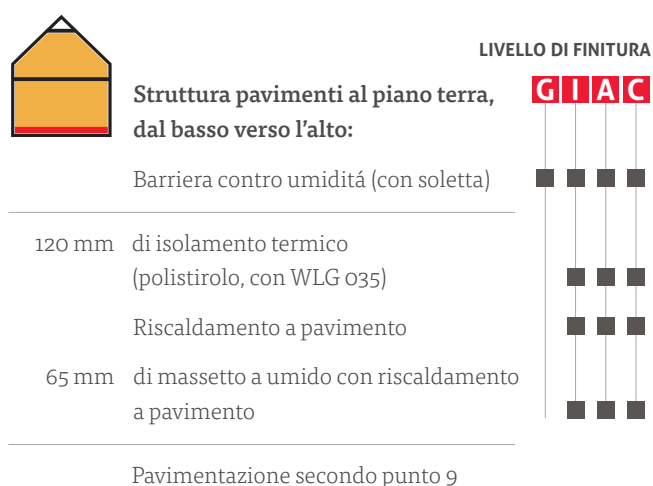 LIVELLO DI FINITURA
G I A C
Struttura pavimenti al piano terra,
dal basso verso l'alto:
Barriera contro umiditá (con soletta)
120 mm di isolamento termico
(polistirolo, con WLG 035)
Riscaldamento a pavimento
65 mm di massetto a umido con riscaldamento
a pavimento
Pavimentazione secondo punto 9